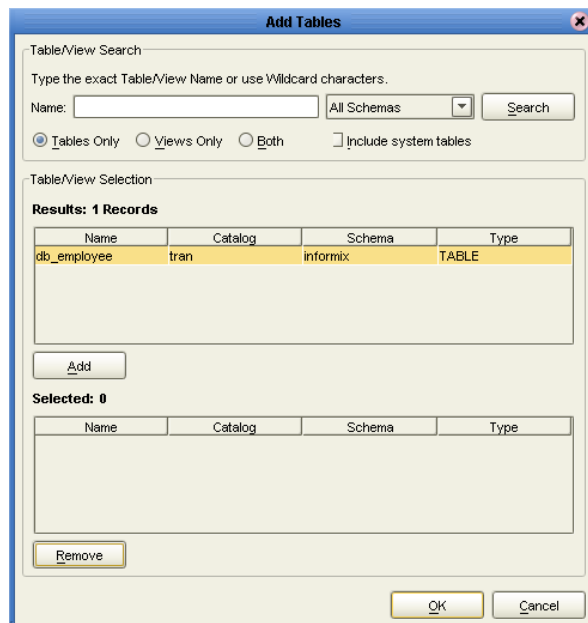 Add Tables
Table/View Search
Type the exact Table/View Name or use Wildcard characters.
Name: All Schemas Search
Tables Only Views Only Both Include system tables
Table/View Selection
Results: 1 Records
Name Catalog Schema Type
db_employee tran informix TABLE
Add
Selected: 0
Name Catalog Schema Type
Remove
OK Cancel